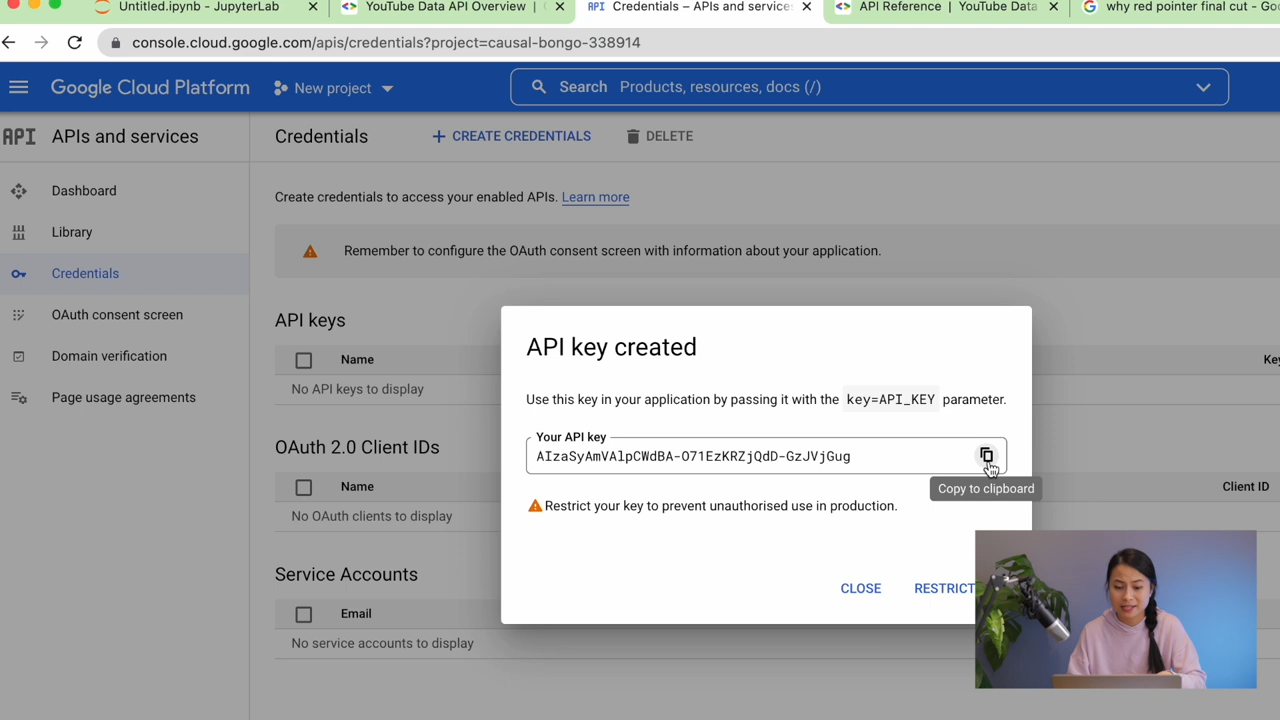 Untitled.ipynb - JupyterLab
YouTube Data API Overview
Credentials – APIs and services
API Reference | YouTube Data
why red pointer final cut - Goo
console.cloud.google.com/apis/credentials?project=causal-bongo-338914
Google Cloud Platform
New project
Search Products, resources, docs (/)
API APIs and services
Credentials
+ CREATE CREDENTIALS
DELETE
Dashboard
Library
Credentials
OAuth consent screen
Domain verification
Page usage agreements
Create credentials to access your enabled APIs. Learn more
Remember to configure the OAuth consent screen with information about your application.
API keys
Name
Key
No API keys to display
OAuth 2.0 Client IDs
Name
Client ID
No OAuth clients to display
Service Accounts
Email
No service accounts to display
API key created
Use this key in your application by passing it with the key=API_KEY parameter.
Your API key
AIzaSyAmVAlpCWdBA-O71EzKRZjQdD-GzJVjGug
Copy to clipboard
Restrict your key to prevent unauthorised use in production.
CLOSE
RESTRICT